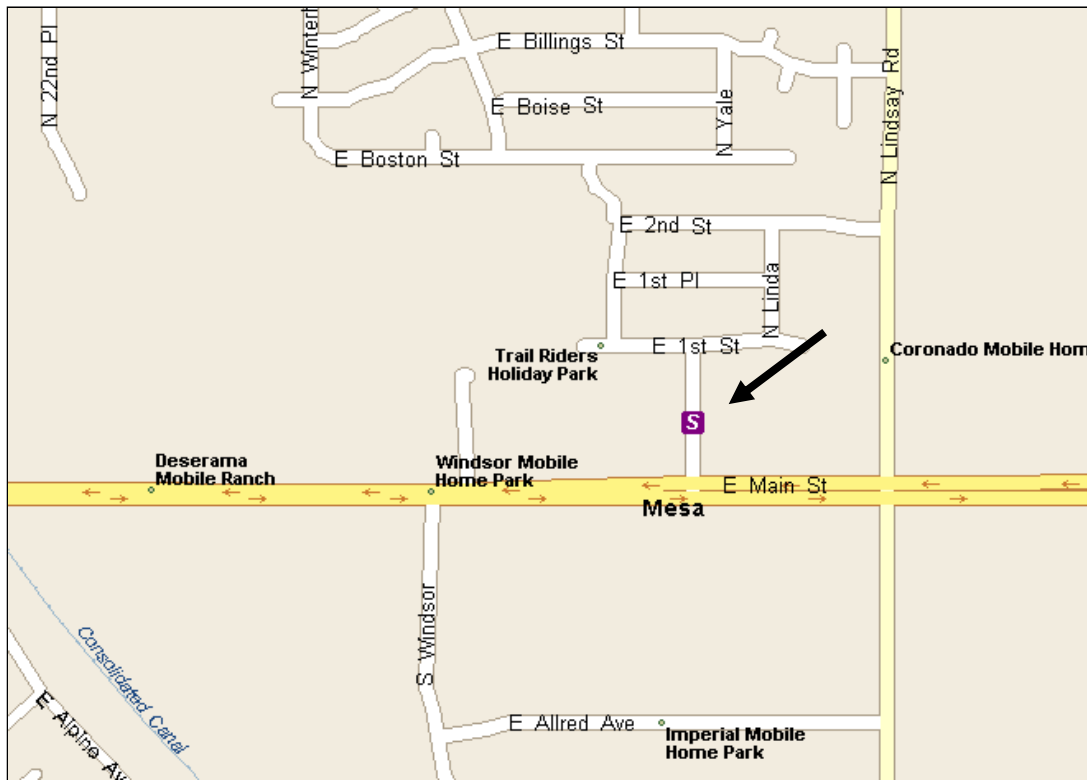 N 22nd Pl
N Winterh
E Billings St
N Lindsay Rd
E Boise St
N Yale
E Boston St
E 2nd St
E 1st Pl
N Linda
E 1st St
Trail Riders
Holiday Park
Coronado Mobile Hom
S
Deserama
Mobile Ranch
Windsor Mobile
Home Park
E Main St
Mesa
Consolidated Canal
S Windsor
E Alpine Av
E Allred Ave
Imperial Mobile
Home Park